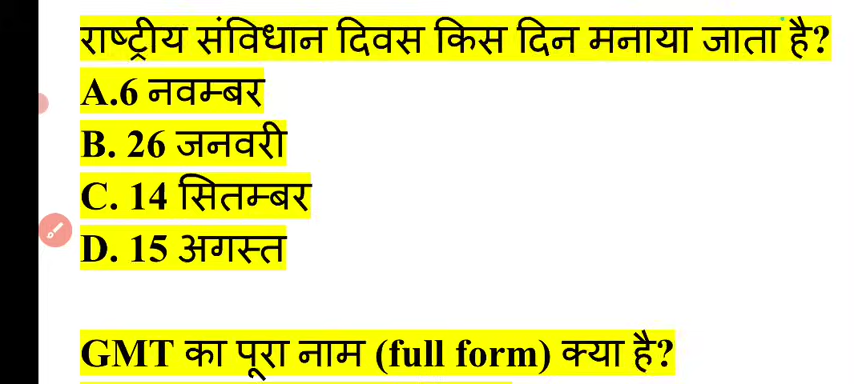 राष्ट्रीय संविधान दिवस किस दिन मनाया जाता है?
A.6 नवम्बर
B. 26 जनवरी
C. 14 सितम्बर
D. 15 अगस्त
GMT का पूरा नाम (full form) क्या है?